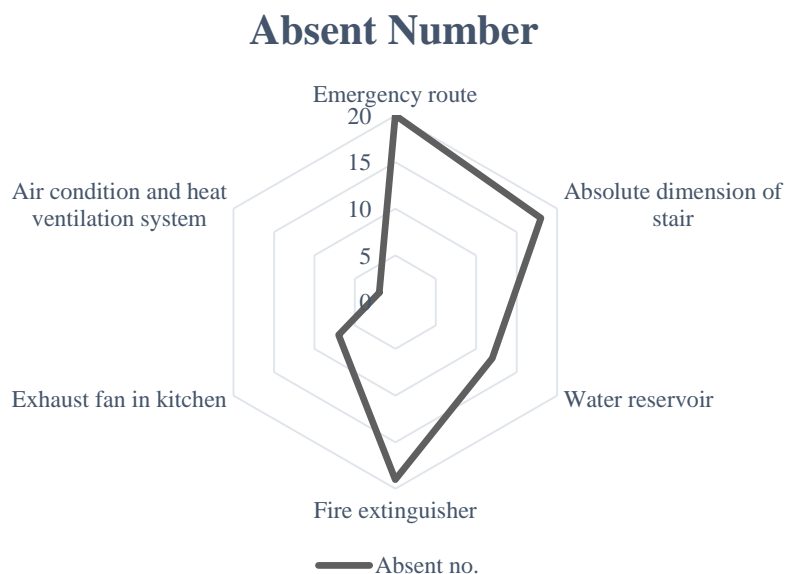 Absent Number
Emergency route
20
15
10
5
0
Absolute dimension of
stair
Water reservoir
Fire extinguisher
Exhaust fan in kitchen
Air condition and heat
ventilation system
Absent no.